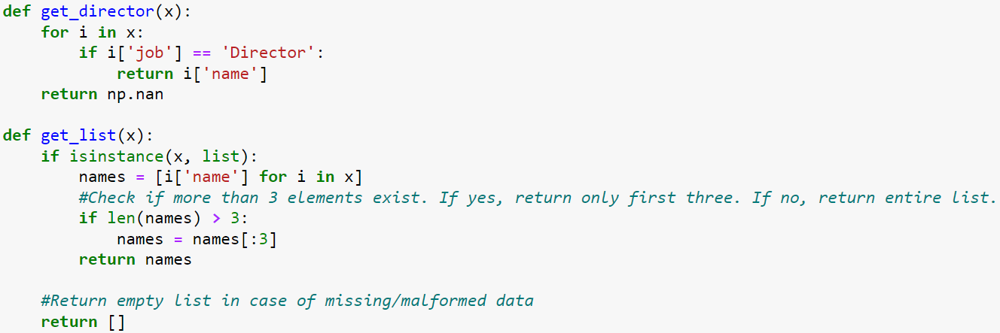 def get_director(x):
    for i in x:
        if i['job'] == 'Director':
            return i['name']
    return np.nan

def get_list(x):
    if isinstance(x, list):
        names = [i['name'] for i in x]
        #Check if more than 3 elements exist. If yes, return only first three. If no, return entire list.
        if len(names) > 3:
            names = names[:3]
        return names

    #Return empty list in case of missing/malformed data
    return []